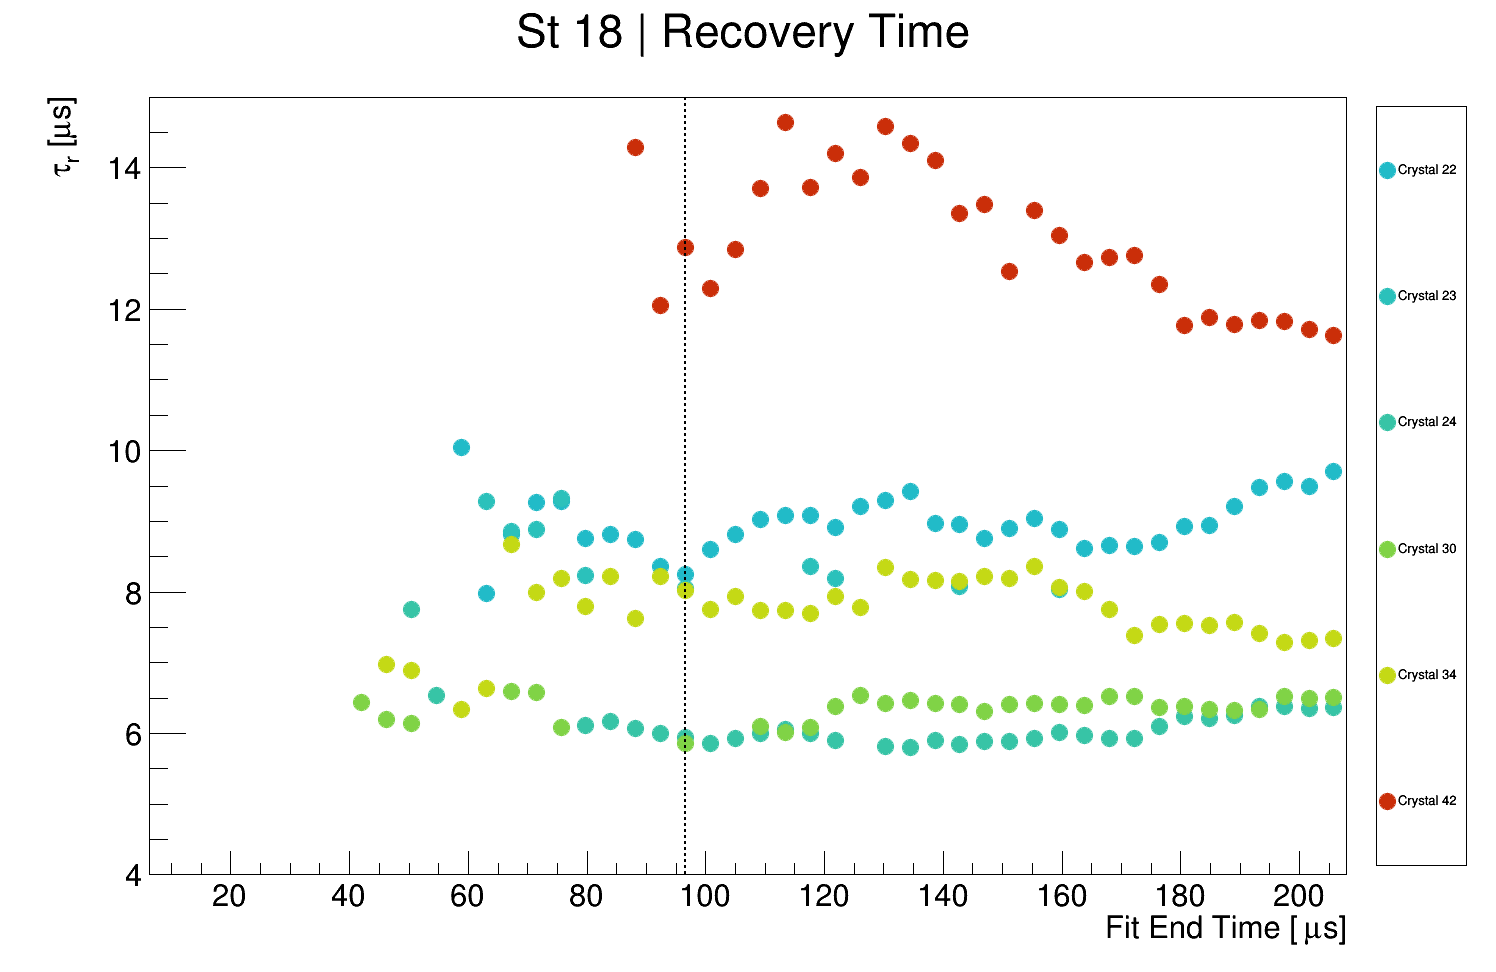 St 18 | Recovery Time
τr [μs]
14
12
10
8
6
4
20 40 60 80 100 120 140 160 180 200
Fit End Time [ μs]
Crystal 22
Crystal 23
Crystal 24
Crystal 30
Crystal 34
Crystal 42